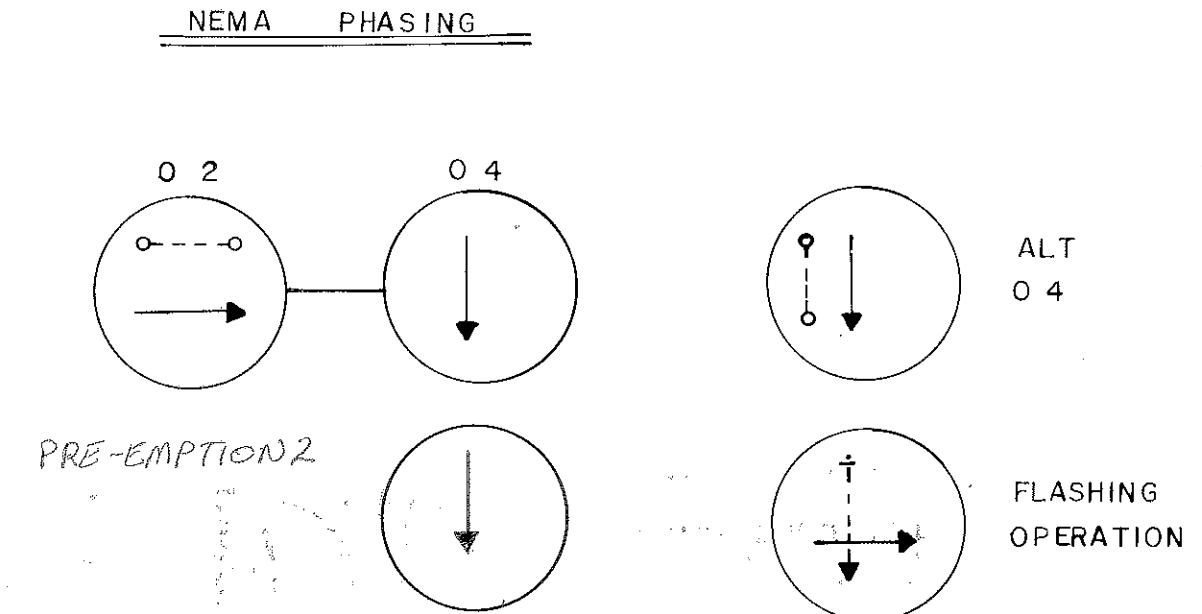 NEMA PHASING
O 2
O 4
ALT
O 4
PRE-EMPTION 2
FLASHING
OPERATION